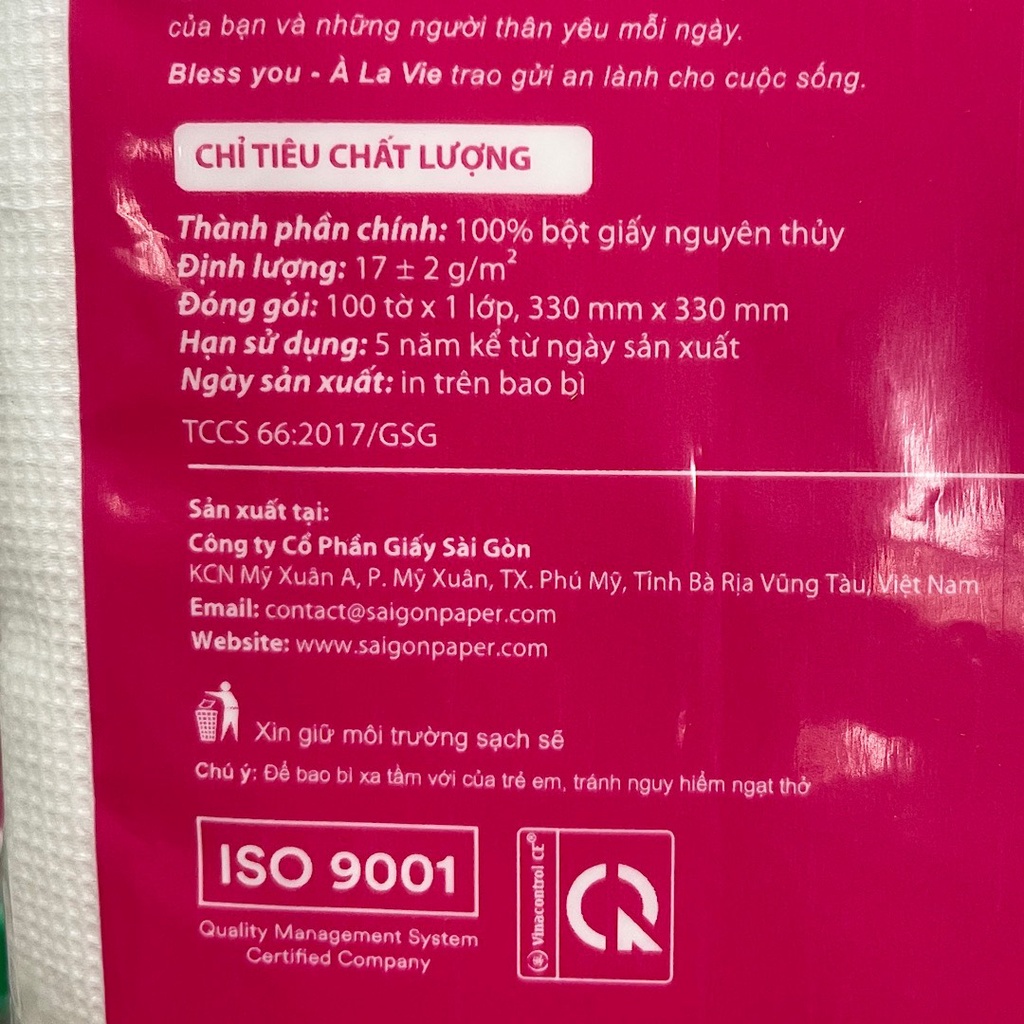 của bạn và những người thân yêu mỗi ngày.
Bless you - À La Vie trao gửi an lành cho cuộc sống.
CHỈ TIÊU CHẤT LƯỢNG
Thành phần chính: 100% bột giấy nguyên thủy
Định lượng: 17 ± 2 g/m²
Đóng gói: 100 tờ x 1 lớp, 330 mm x 330 mm
Hạn sử dụng: 5 năm kể từ ngày sản xuất
Ngày sản xuất: in trên bao bì
TCCS 66:2017/GSG
Sản xuất tại:
Công ty Cổ Phần Giấy Sài Gòn
KCN Mỹ Xuân A, P. Mỹ Xuân, TX. Phú Mỹ, Tỉnh Bà Rịa Vũng Tàu, Việt Nam
Email: contact@saigonpaper.com
Website: www.saigonpaper.com
Xin giữ môi trường sạch sẽ
Chú ý: Để bao bì xa tầm với của trẻ em, tránh nguy hiểm ngạt thở
ISO 9001
Quality Management System
Certified Company
Vinacontrol CE®
CR